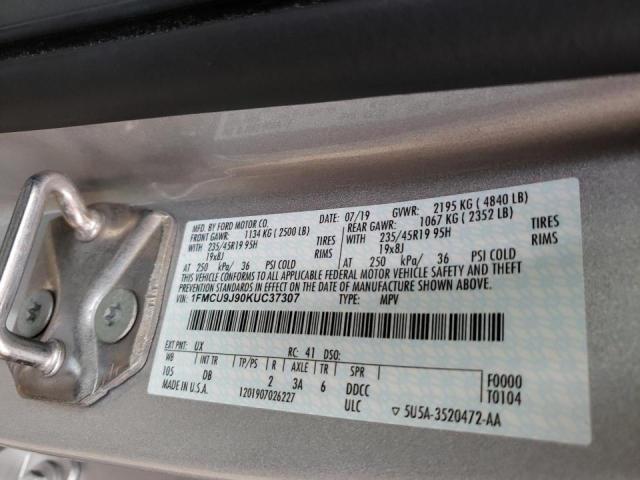 MFD. BY FORD MOTOR CO. DATE: 07/19 GVWR: 2195 KG ( 4840 LB)
FRONT GAWR: 1134 KG ( 2500 LB) REAR GAWR: 1067 KG ( 2352 LB)
WITH 235/45R19 95H TIRES WITH 235/45R19 95H TIRES
19x8J RIMS 19x8J RIMS
AT 250 kPa/ 36 PSI COLD AT 250 kPa/ 36 PSI COLD
THIS VEHICLE CONFORMS TO ALL APPLICABLE FEDERAL MOTOR VEHICLE SAFETY AND THEFT
PREVENTION STANDARDS IN EFFECT ON THE DATE OF MANUFACTURE SHOWN ABOVE.
VIN: 1FMCU9J90KUC37307 TYPE: MPV
EXT PNT: UX RC: 41 DSO:
WB INT TR TP/PS R AXLE TR SPR F0000
105 DB 2 3A 6 DDCC T0104
MADE IN U.S.A. 1201907026227 ULC 5U5A-3520472-AA